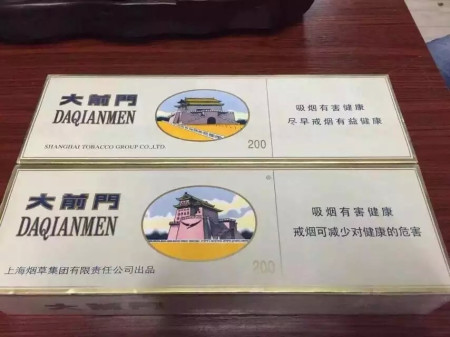 大前門
DAQIANMEN
SHANGHAI TOBACCO GROUP CO.,LTD.
200
吸烟有害健康
尽早戒烟有益健康
大前門
DAQIANMEN
上海烟草集团有限责任公司出品
200
吸烟有害健康
戒烟可减少对健康的危害